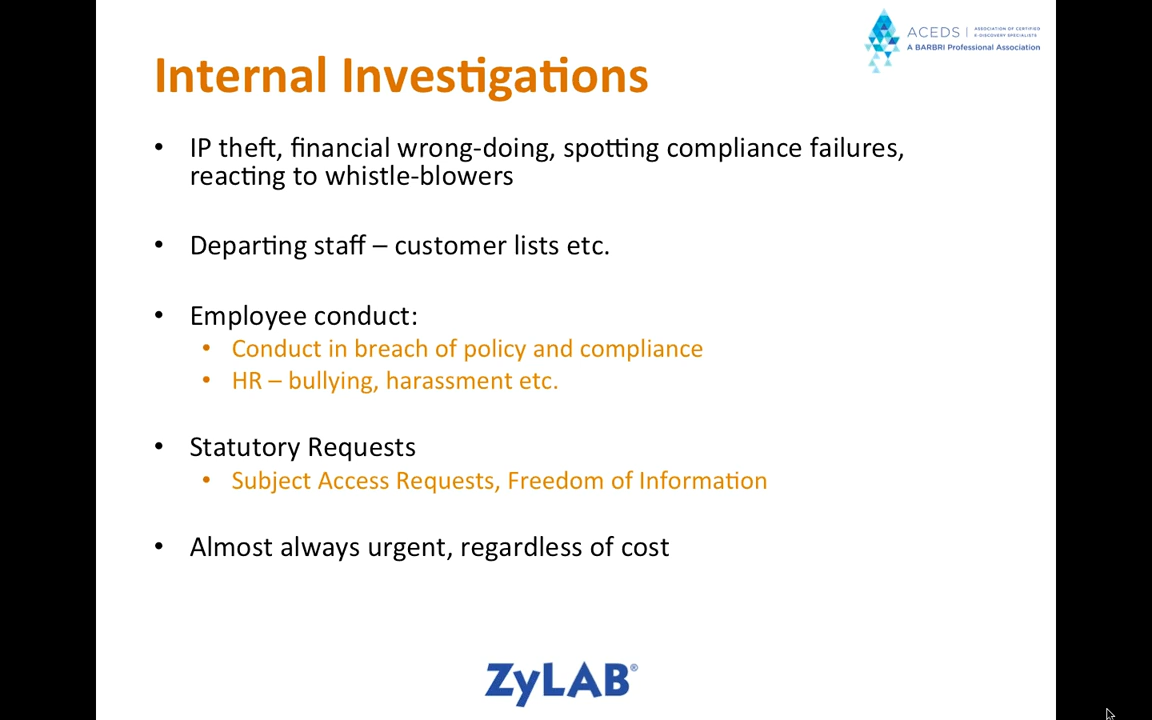 ACEDS | ASSOCIATION OF CERTIFIED
E-DISCOVERY SPECIALISTS
A BARBRI Professional Association
Internal Investigations
• IP theft, financial wrong-doing, spotting compliance failures,
reacting to whistle-blowers
• Departing staff – customer lists etc.
• Employee conduct:
• Conduct in breach of policy and compliance
• HR – bullying, harassment etc.
• Statutory Requests
• Subject Access Requests, Freedom of Information
• Almost always urgent, regardless of cost
ZyLAB®